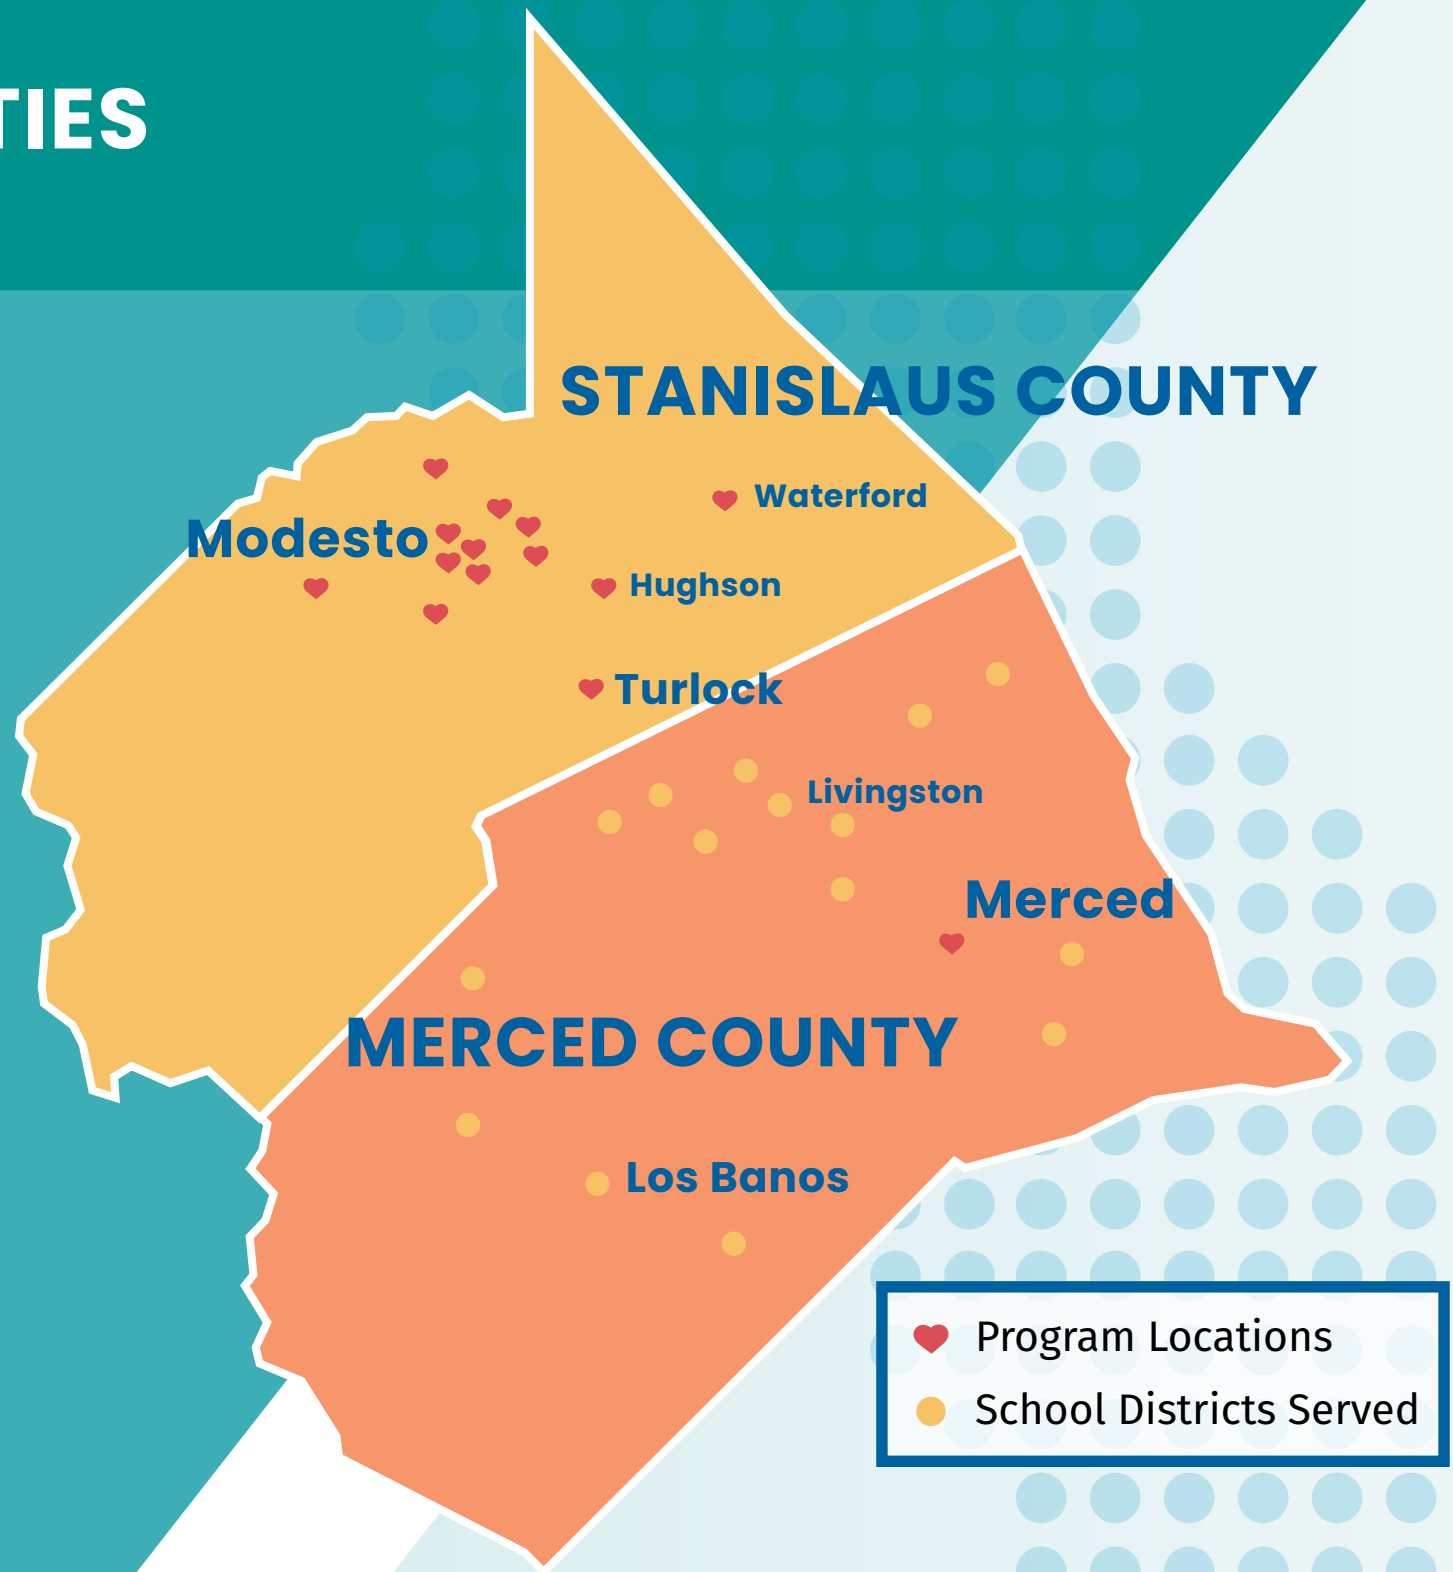 TIES
STANISLAUS COUNTY
Waterford
Modesto
Hughson
Turlock
Livingston
Merced
MERCED COUNTY
Los Banos
Program Locations
School Districts Served